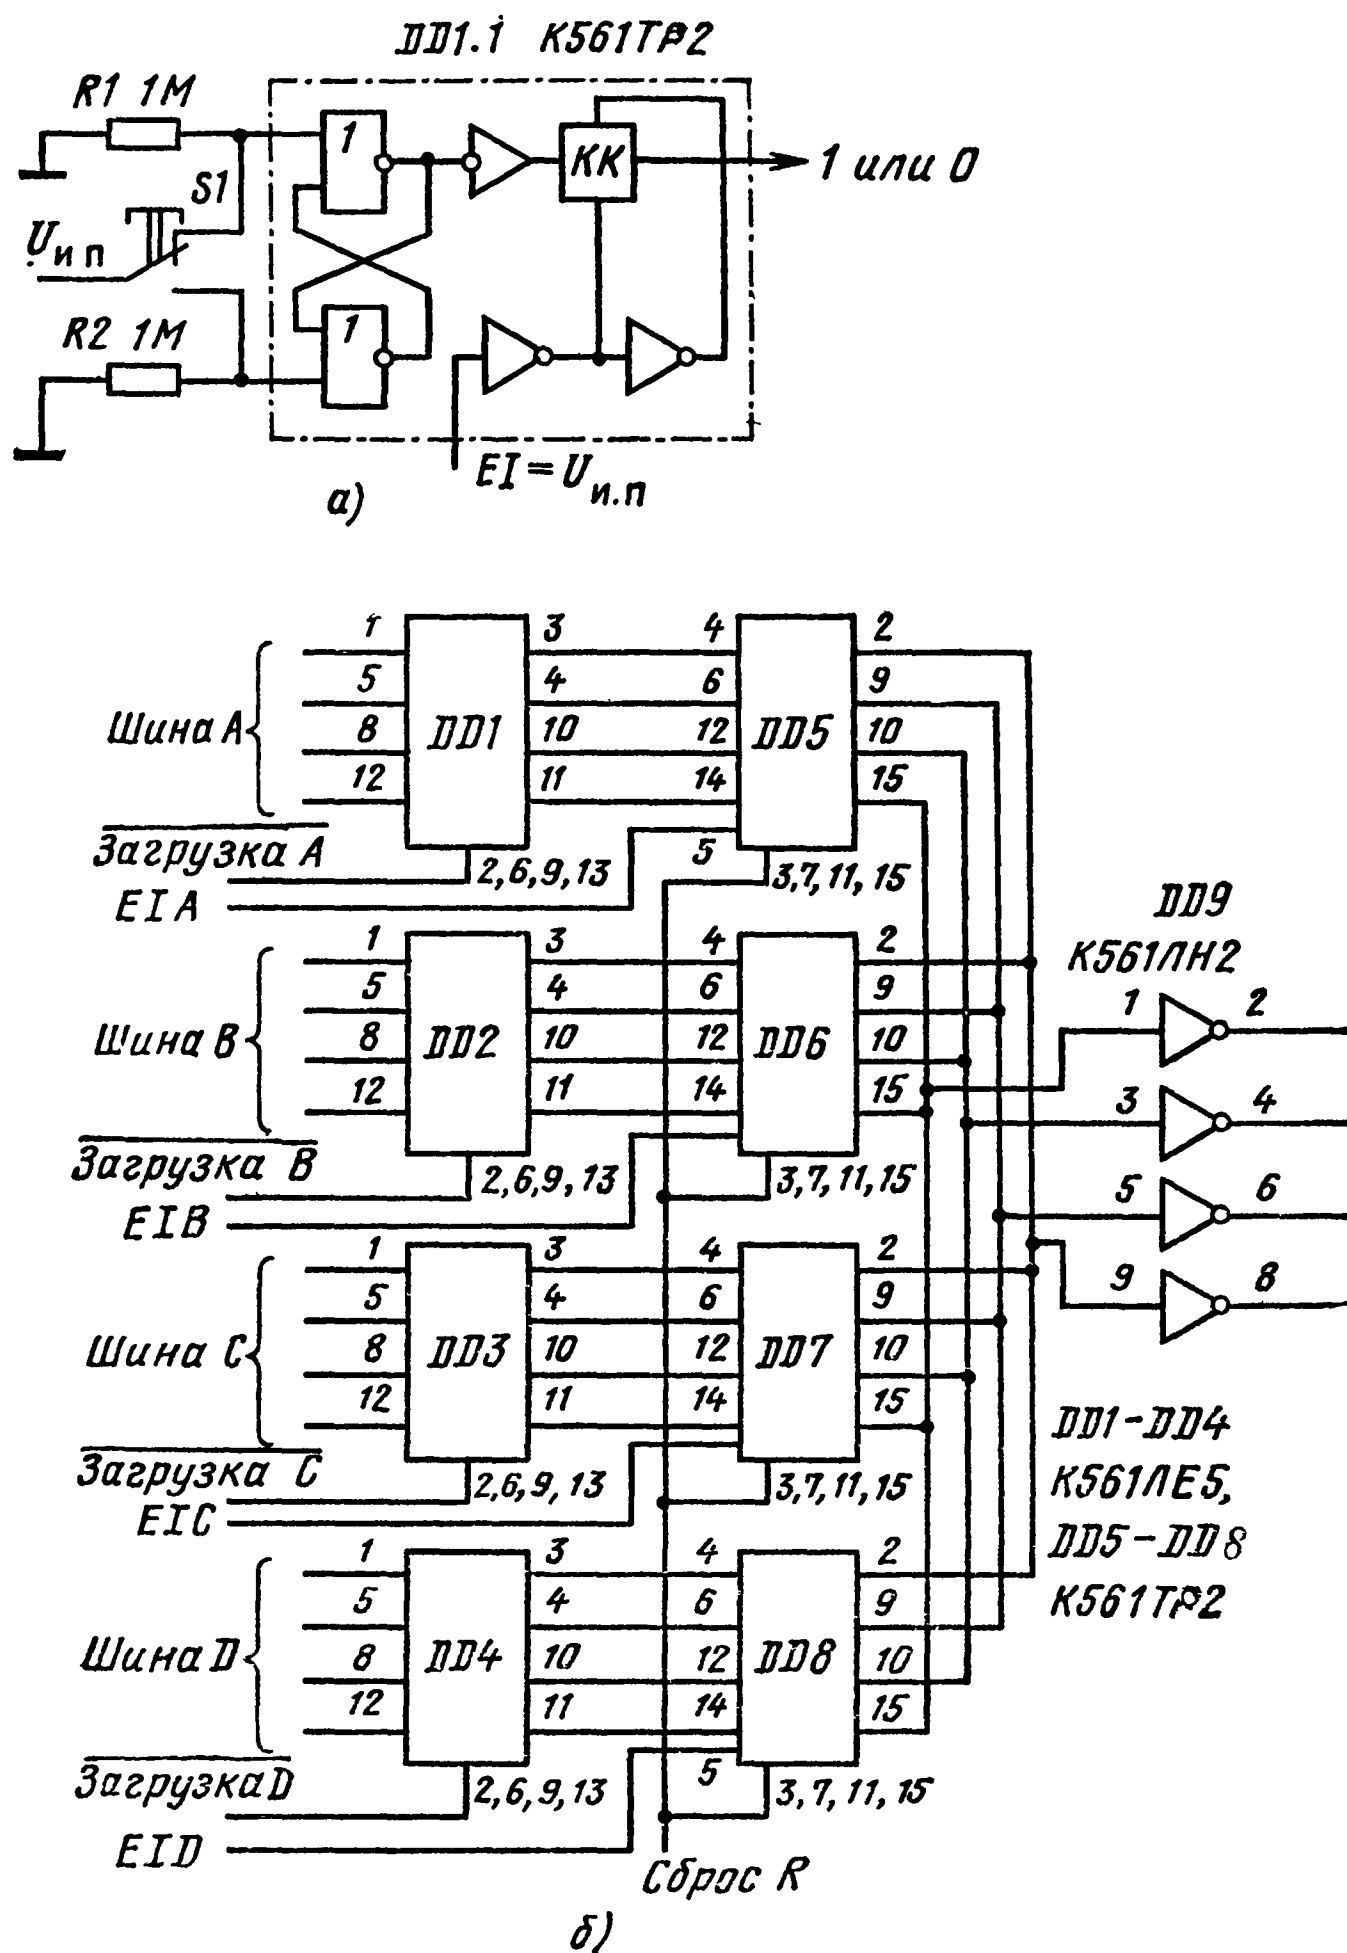 DD1.1 К561ТР2
R1 1М
1
КК
1 или 0
S1
Uи.п
R2 1М
1
EI=Uи.п
а)
1 3 4 2
5 4 6 9
Шина А
8 DD1 10 12 DD5 10
12 11 14 15
Загрузка А
5
2,6,9,13 3,7,11,15
EIA
DD9
К561ЛН2
1 3 4 2
5 4 6 9
Шина В
8 DD2 10 12 DD6 10
12 11 14 15
1 2
3 4
Загрузка В
2,6,9,13 3,7,11,15
5 6
EIB
1 3 4 2
5 4 6 9
9 8
Шина С
8 DD3 10 12 DD7 10
12 11 14 15
Загрузка С
2,6,9,13 3,7,11,15
EIC
DD1-DD4
К561ЛЕ5,
DD5-DD8
К561ТР2
1 3 4 2
5 4 6 9
Шина D
8 DD4 10 12 DD8 10
12 11 14 15
Загрузка D
5
2,6,9,13 3,7,11,15
EID
Сброс R
б)